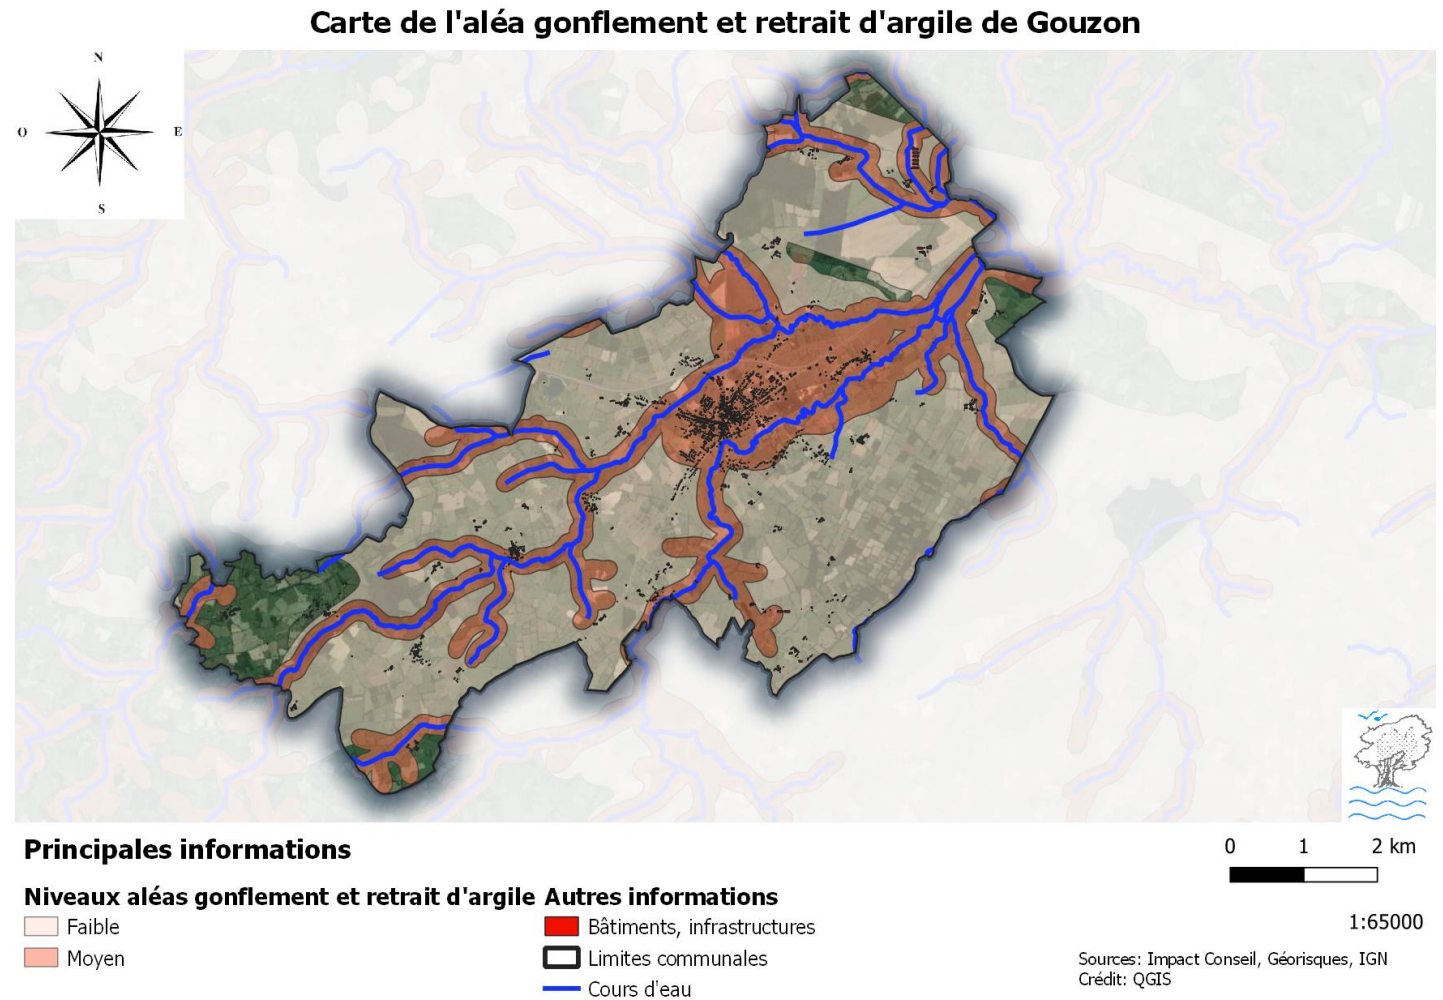 Carte de l'aléa gonflement et retrait d'argile de Gouzon
N
O
E
S
Principales informations
Niveaux aléas gonflement et retrait d'argile
Faible
Moyen
Autres informations
Bâtiments, infrastructures
Limites communales
Cours d'eau
0 1 2 km
1:65000
Sources: Impact Conseil, Géorisques, IGN
Crédit: QGIS